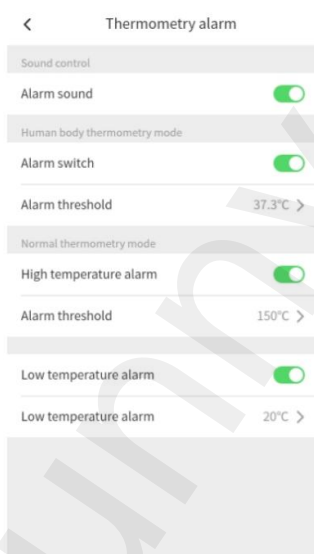 Thermometry alarm
Sound control
Alarm sound
Human body thermometry mode
Alarm switch
Alarm threshold 37.3°C
Normal thermometry mode
High temperature alarm
Alarm threshold 150°C
Low temperature alarm
Low temperature alarm 20°C